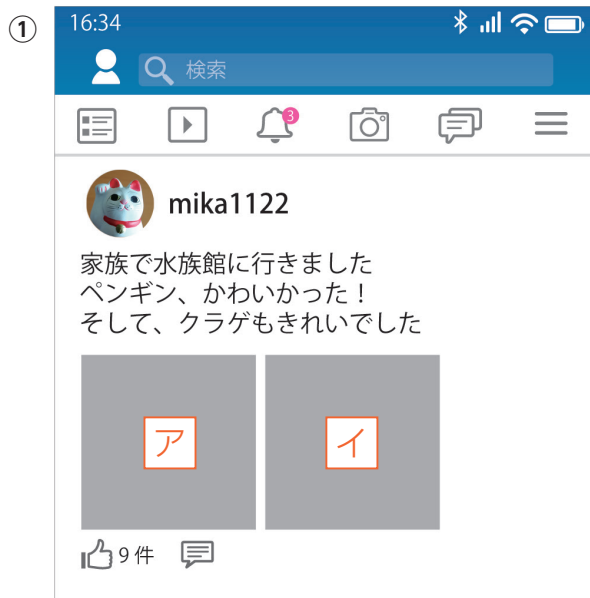 ①
16:34
検索
3
mika1122
家族で水族館に行きました
ペンギン、かわいかった！
そして、クラゲもきれいでした
ア イ
9件